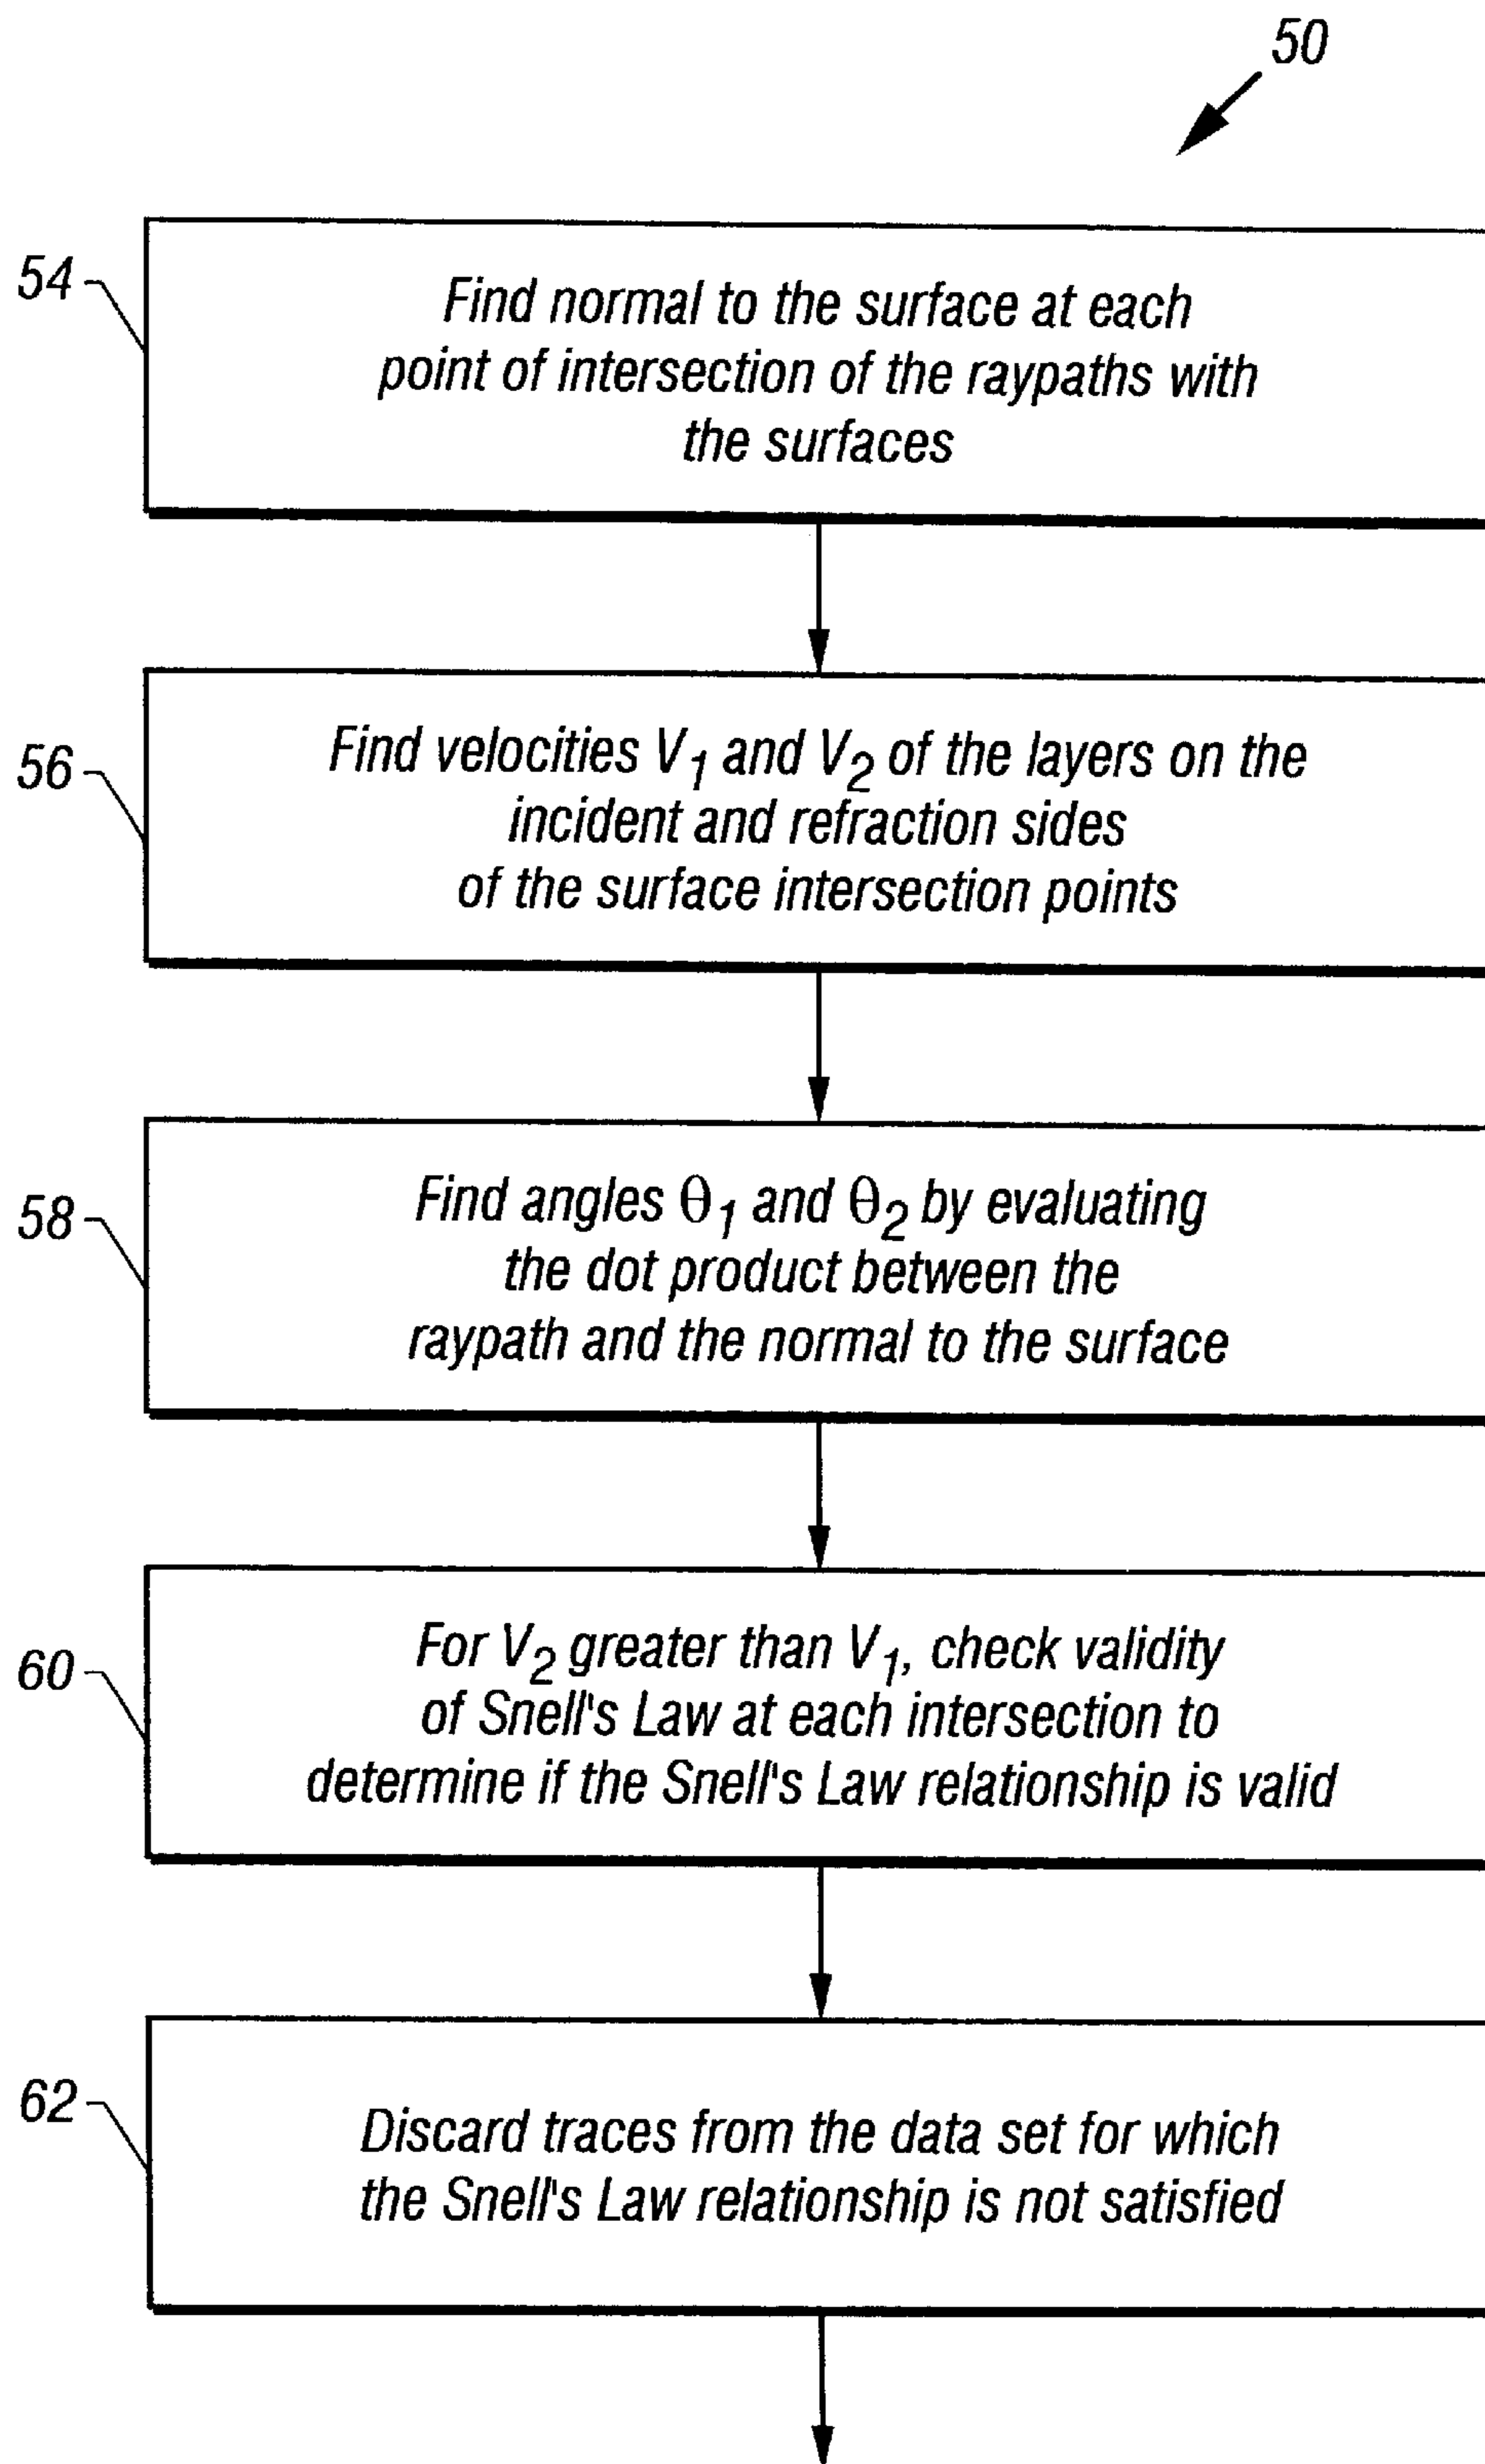 50
54
Find normal to the surface at each
point of intersection of the raypaths with
the surfaces
56
Find velocities V1 and V2 of the layers on the
incident and refraction sides
of the surface intersection points
58
Find angles θ1 and θ2 by evaluating
the dot product between the
raypath and the normal to the surface
60
For V2 greater than V1, check validity
of Snell's Law at each intersection to
determine if the Snell's Law relationship is valid
62
Discard traces from the data set for which
the Snell's Law relationship is not satisfied